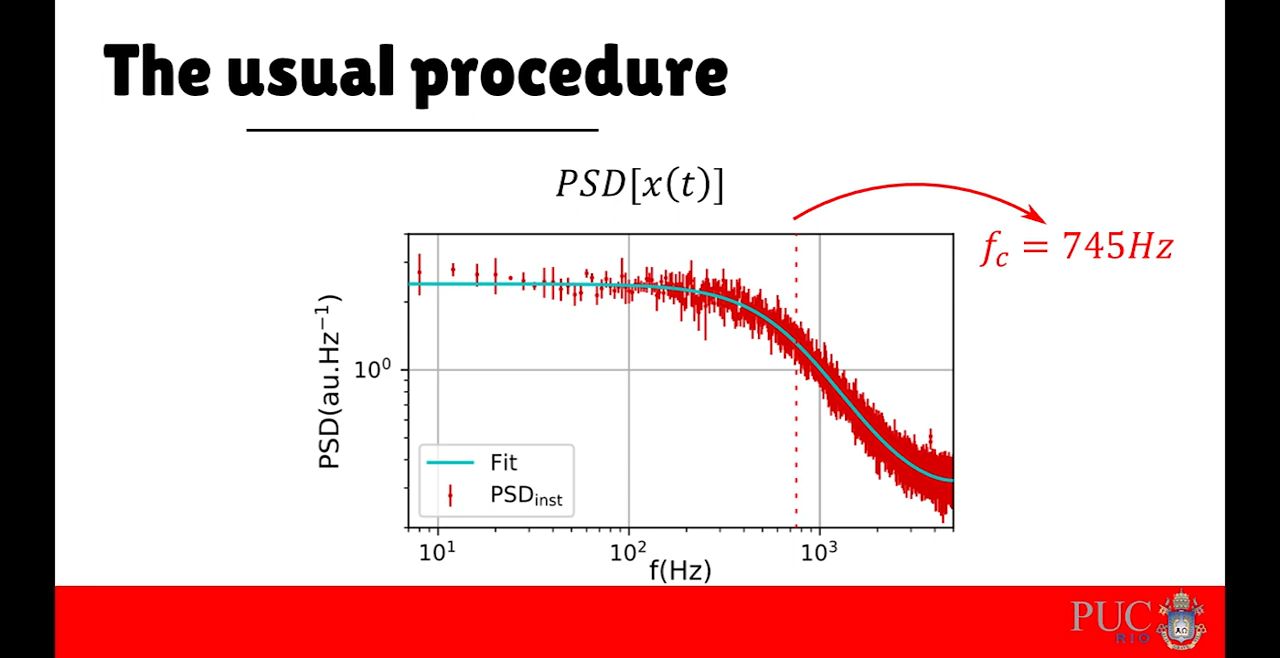 The usual procedure
PSD[x(t)]
f_c = 745Hz
PSD(au.Hz⁻¹)
10⁰
Fit
PSD_inst
10¹
10²
10³
f(Hz)
PUC
RIO
ΑΩ